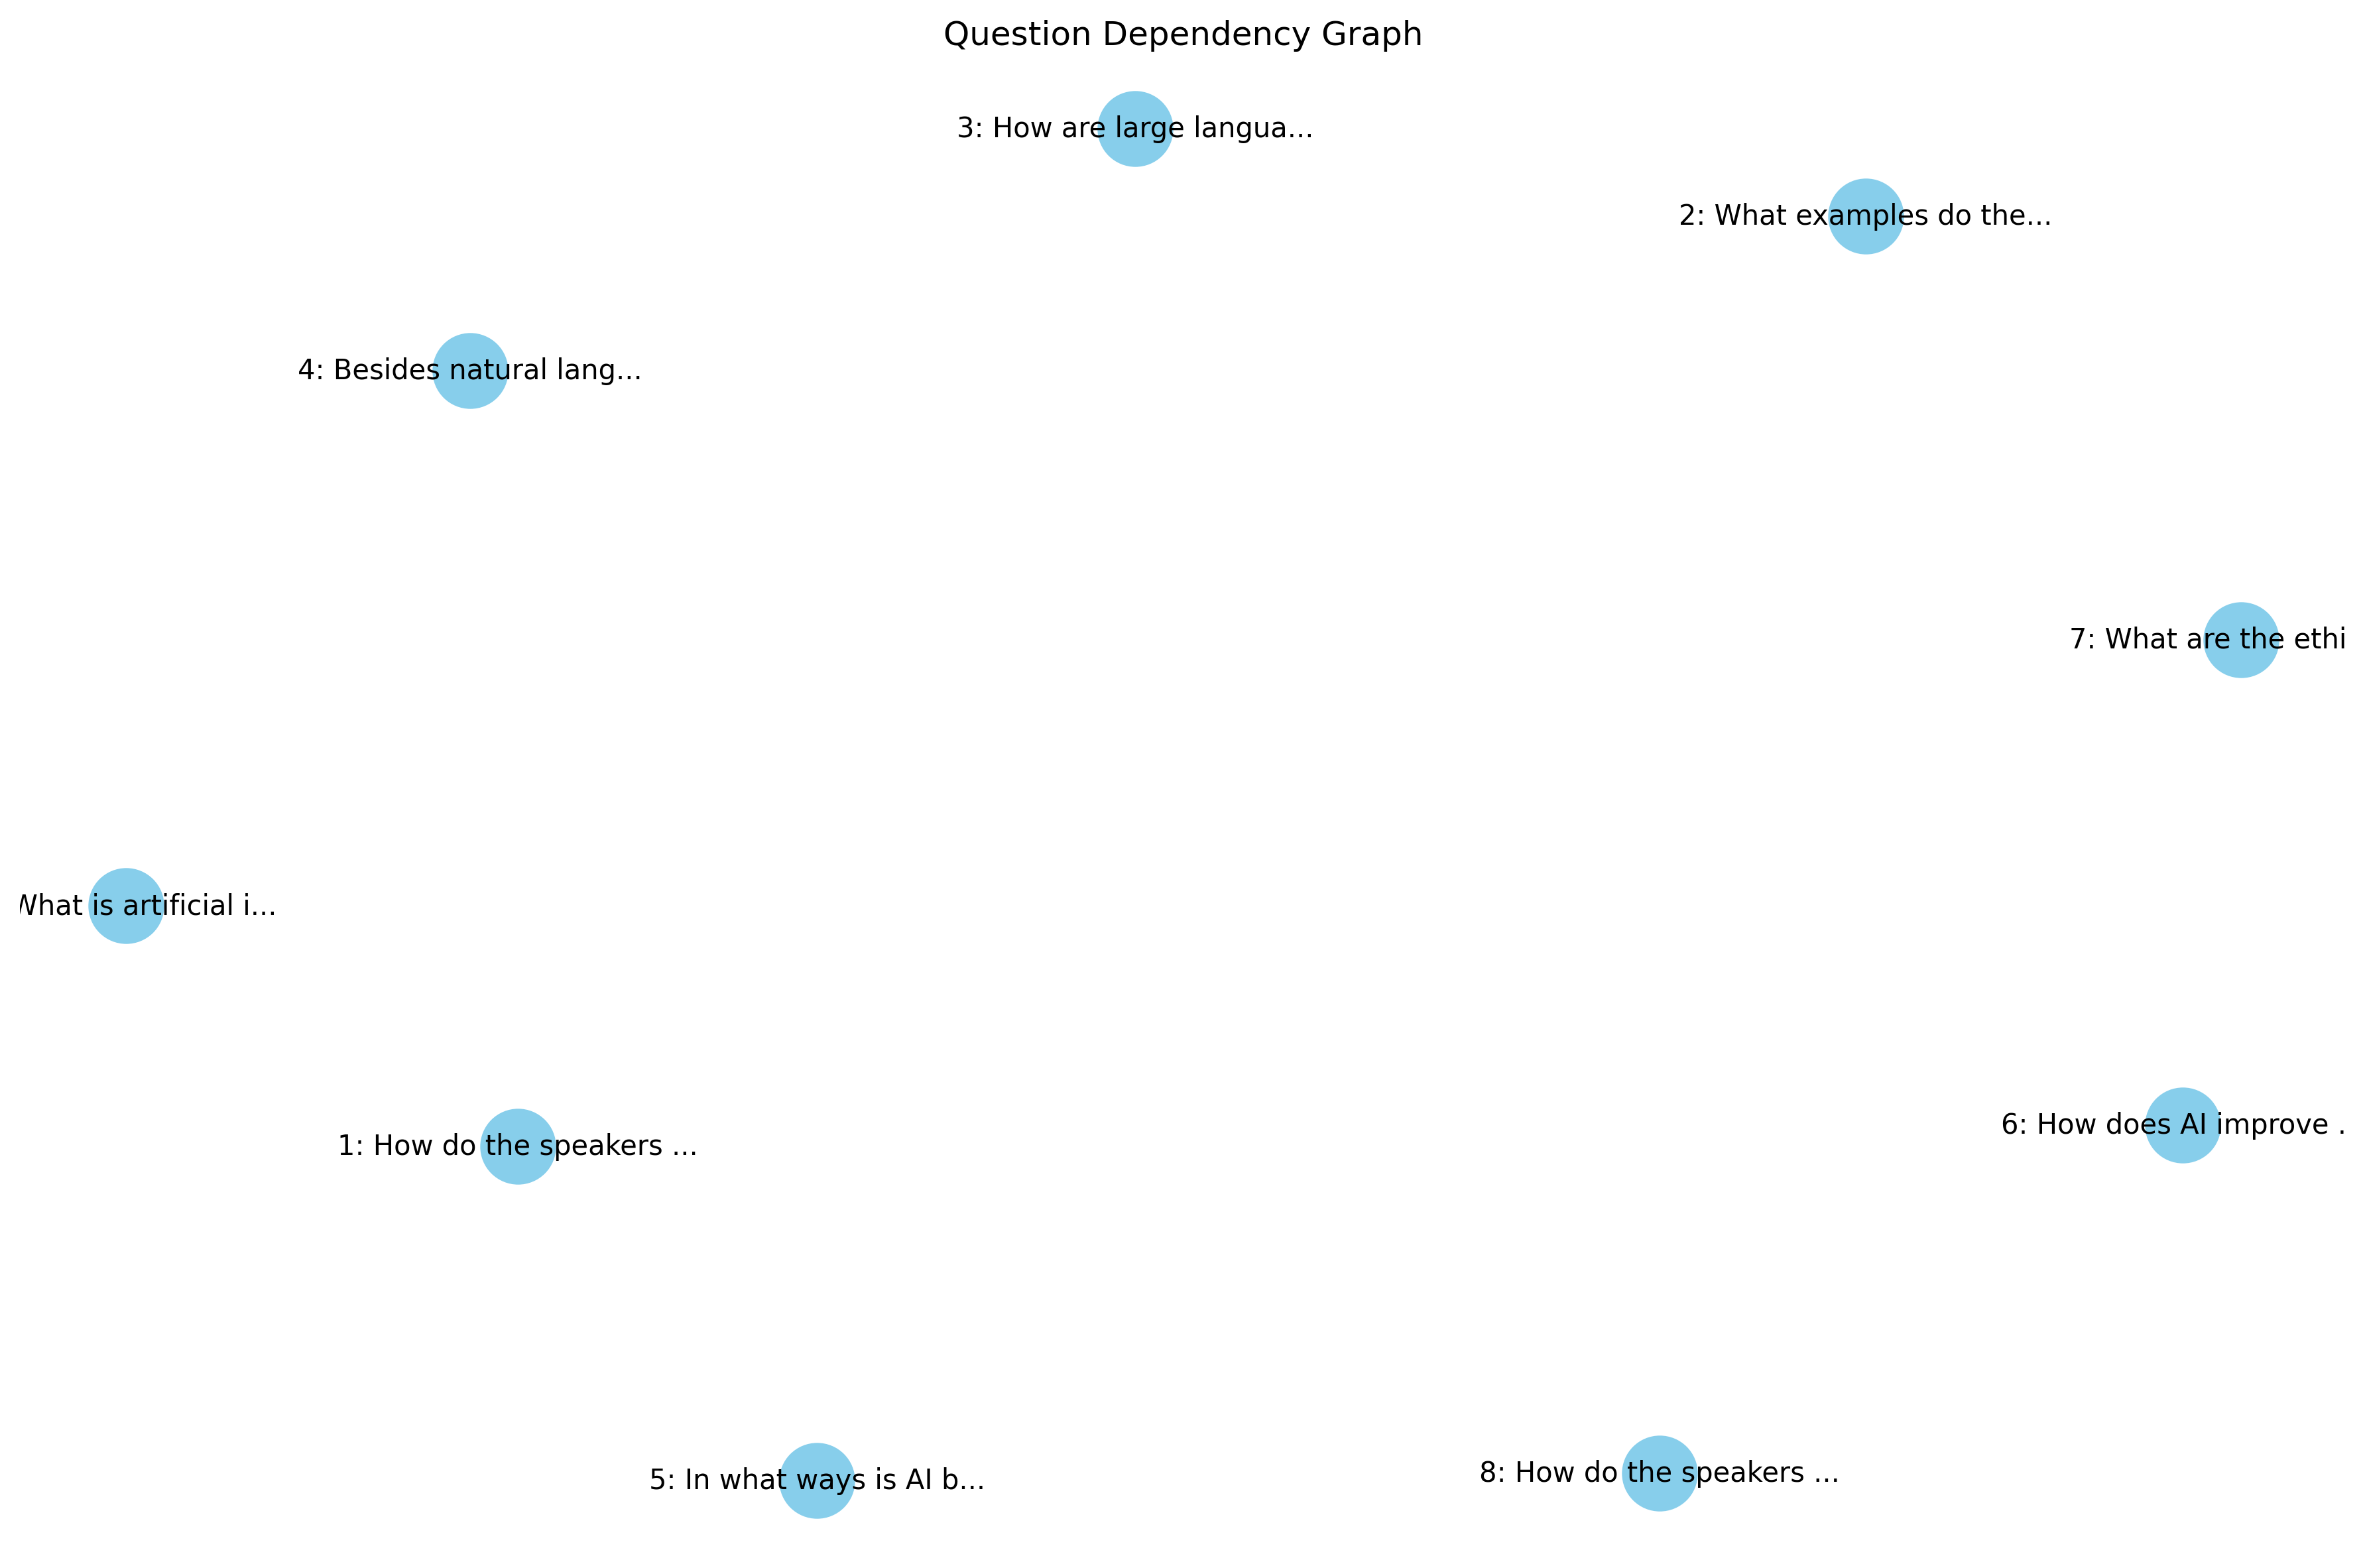 Question Dependency Graph
3: How are large langua...
2: What examples do the...
4: Besides natural lang...
7: What are the ethi
What is artificial i...
6: How does AI improve .
1: How do the speakers ...
8: How do the speakers ...
5: In what ways is AI b...